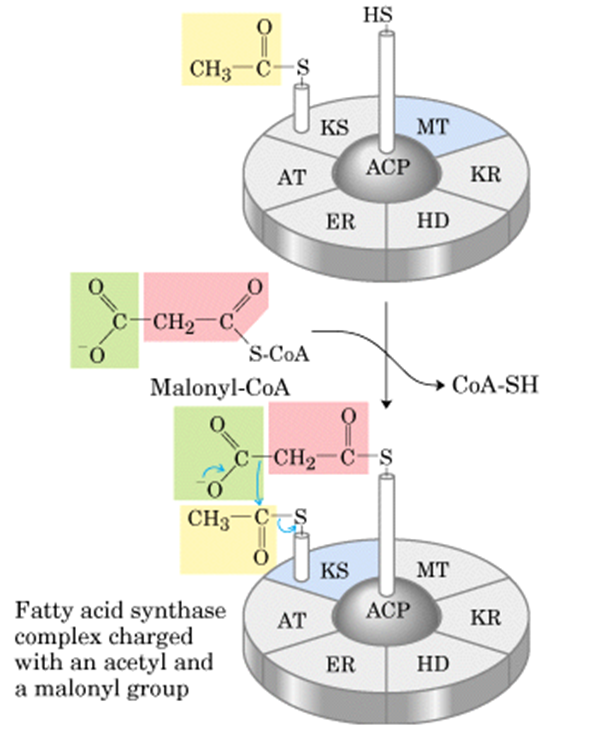 HS
O
CH3—C—S
KS
MT
AT
ACP
KR
ER
HD
O
O
C—CH2—C
-O
S-CoA
Malonyl-CoA
CoA-SH
O
O
C—CH2—C—S
-O
CH3—C—S
O
KS
MT
AT
ACP
KR
ER
HD
Fatty acid synthase
complex charged
with an acetyl and
a malonyl group